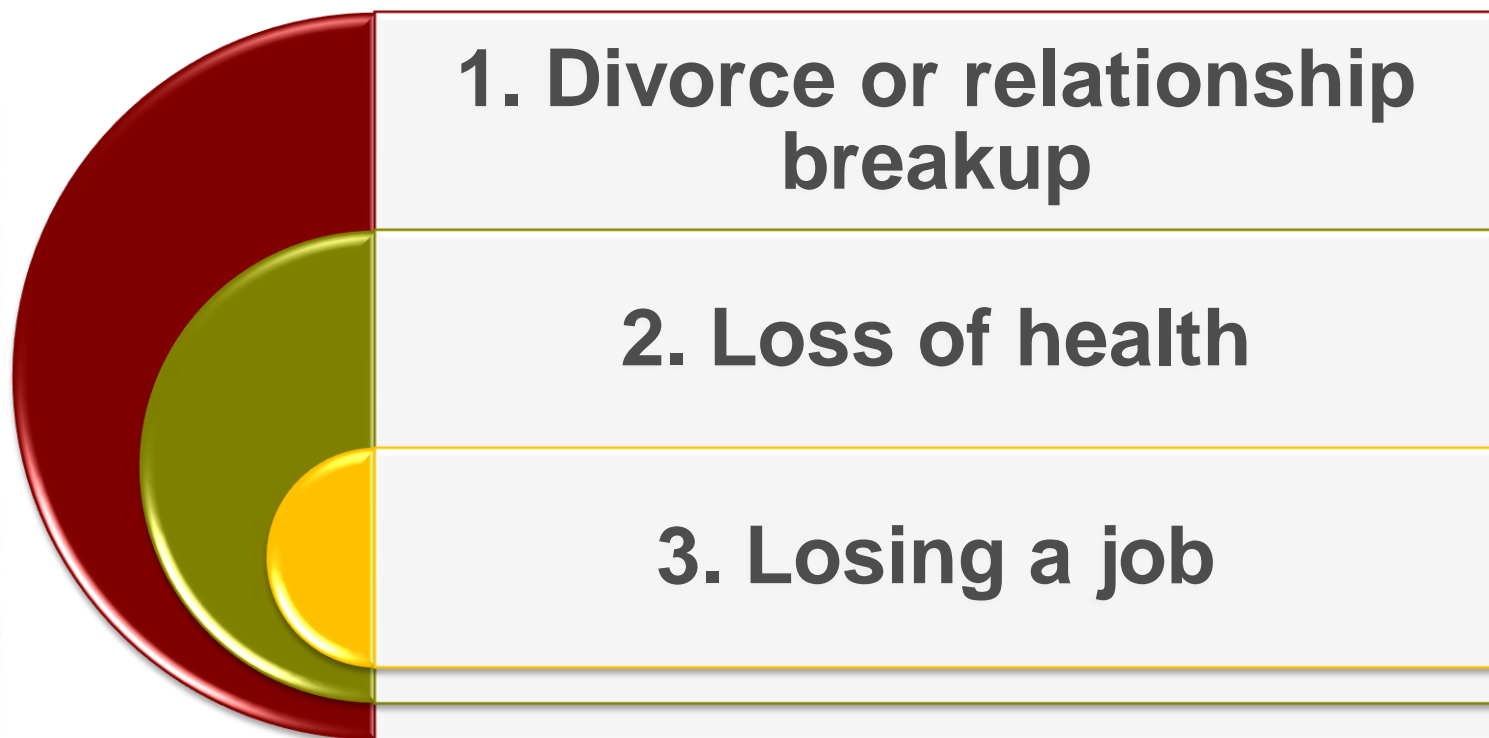 1. Divorce or relationship
breakup
2. Loss of health
3. Losing a job